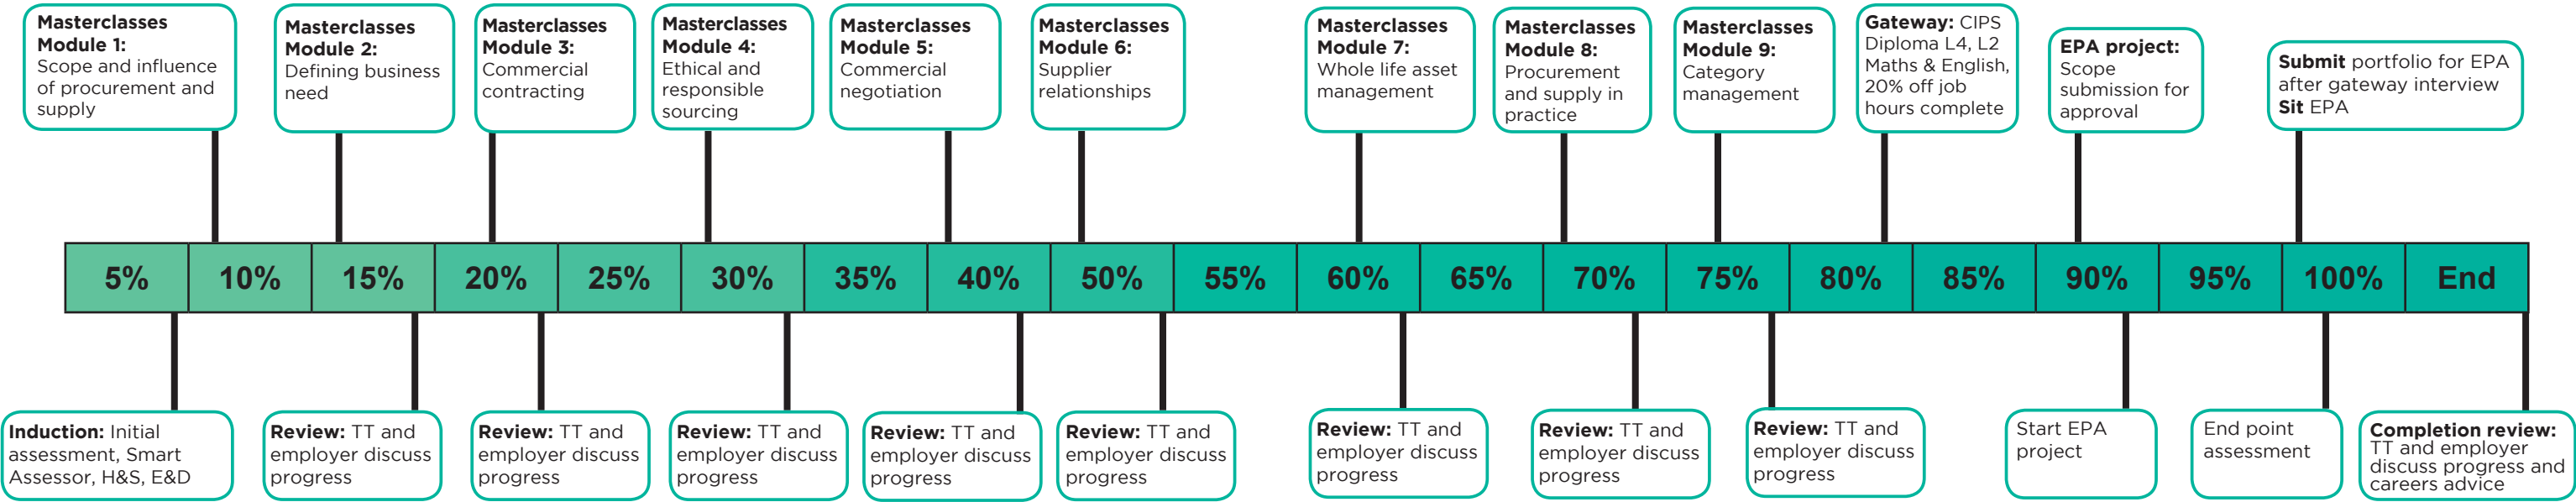 Masterclasses
Module 1:
Scope and influence
of procurement and
supply
Masterclasses
Module 2:
Defining business
need
Masterclasses
Module 3:
Commercial
contracting
Masterclasses
Module 4:
Ethical and
responsible
sourcing
Masterclasses
Module 5:
Commercial
negotiation
Masterclasses
Module 6:
Supplier
relationships
Masterclasses
Module 7:
Whole life asset
management
Masterclasses
Module 8:
Procurement
and supply in
practice
Masterclasses
Module 9:
Category
management
Gateway: CIPS
Diploma L4, L2
Maths & English,
20% off job
hours complete
EPA project:
Scope
submission for
approval
Submit portfolio for EPA
after gateway interview
Sit EPA
5% 10% 15% 20% 25% 30% 35% 40% 50% 55% 60% 65% 70% 75% 80% 85% 90% 95% 100% End
Induction: Initial
assessment, Smart
Assessor, H&S, E&D
Review: TT and
employer discuss
progress
Review: TT and
employer discuss
progress
Review: TT and
employer discuss
progress
Review: TT and
employer discuss
progress
Review: TT and
employer discuss
progress
Review: TT and
employer discuss
progress
Review: TT and
employer discuss
progress
Review: TT and
employer discuss
progress
Start EPA
project
End point
assessment
Completion review:
TT and employer
discuss progress and
careers advice